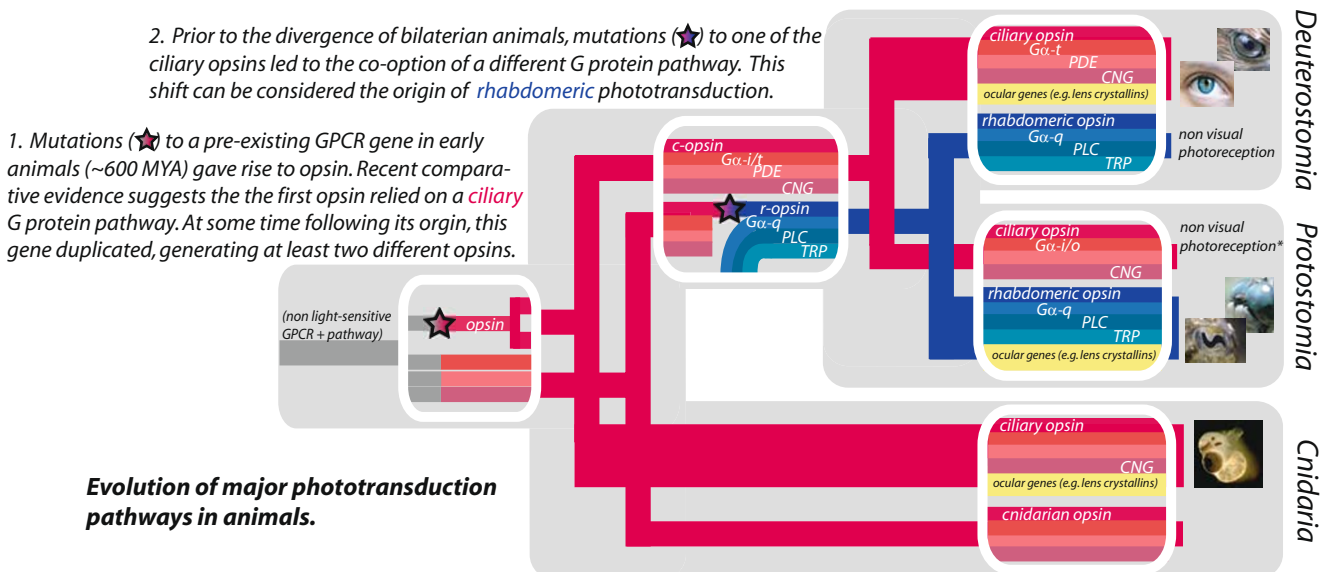 2. Prior to the divergence of bilaterian animals, mutations (★) to one of the
ciliary opsins led to the co-option of a different G protein pathway. This
shift can be considered the origin of rhabdomeric phototransduction.
1. Mutations (★) to a pre-existing GPCR gene in early
animals (~600 MYA) gave rise to opsin. Recent compara-
tive evidence suggests the the first opsin relied on a ciliary
G protein pathway. At some time following its orgin, this
gene duplicated, generating at least two different opsins.
(non light-sensitive
GPCR + pathway)
opsin
c-opsin
Gα-i/t
PDE
CNG
r-opsin
Gα-q
PLC
TRP
ciliary opsin
Gα-t
PDE
CNG
ocular genes (e.g. lens crystallins)
rhabdomeric opsin
Gα-q
PLC
TRP
non visual
photoreception
Deuterostomia
ciliary opsin
Gα-i/o
CNG
non visual
photoreception*
rhabdomeric opsin
Gα-q
PLC
TRP
ocular genes (e.g. lens crystallins)
Protostomia
ciliary opsin
CNG
ocular genes (e.g. lens crystallins)
cnidarian opsin
Cnidaria
Evolution of major phototransduction
pathways in animals.